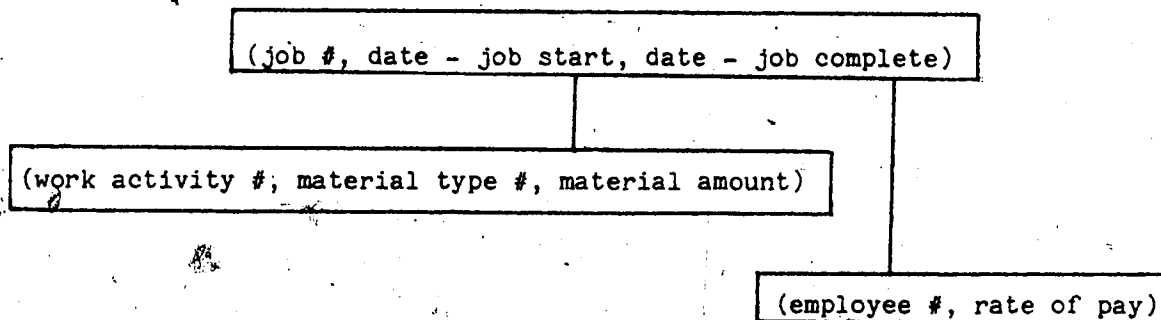 (job #, date - job start, date - job complete)
(work activity #, material type #, material amount)
(employee #, rate of pay)